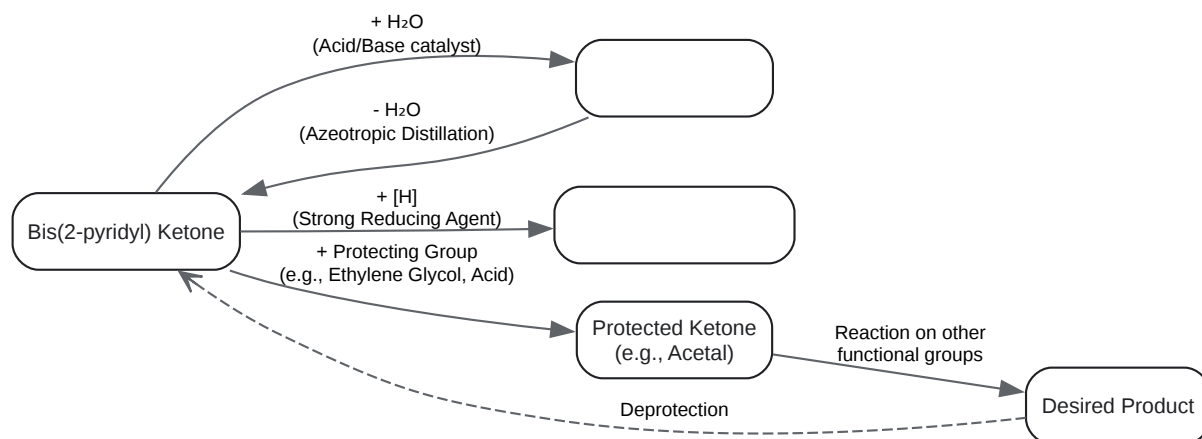 + H₂O
(Acid/Base catalyst)
- H₂O
(Azeotropic Distillation)
Bis(2-pyridyl) Ketone
+ [H]
(Strong Reducing Agent)
+ Protecting Group
(e.g., Ethylene Glycol, Acid)
Protected Ketone
(e.g., Acetal)
Reaction on other
functional groups
Deprotection
Desired Product